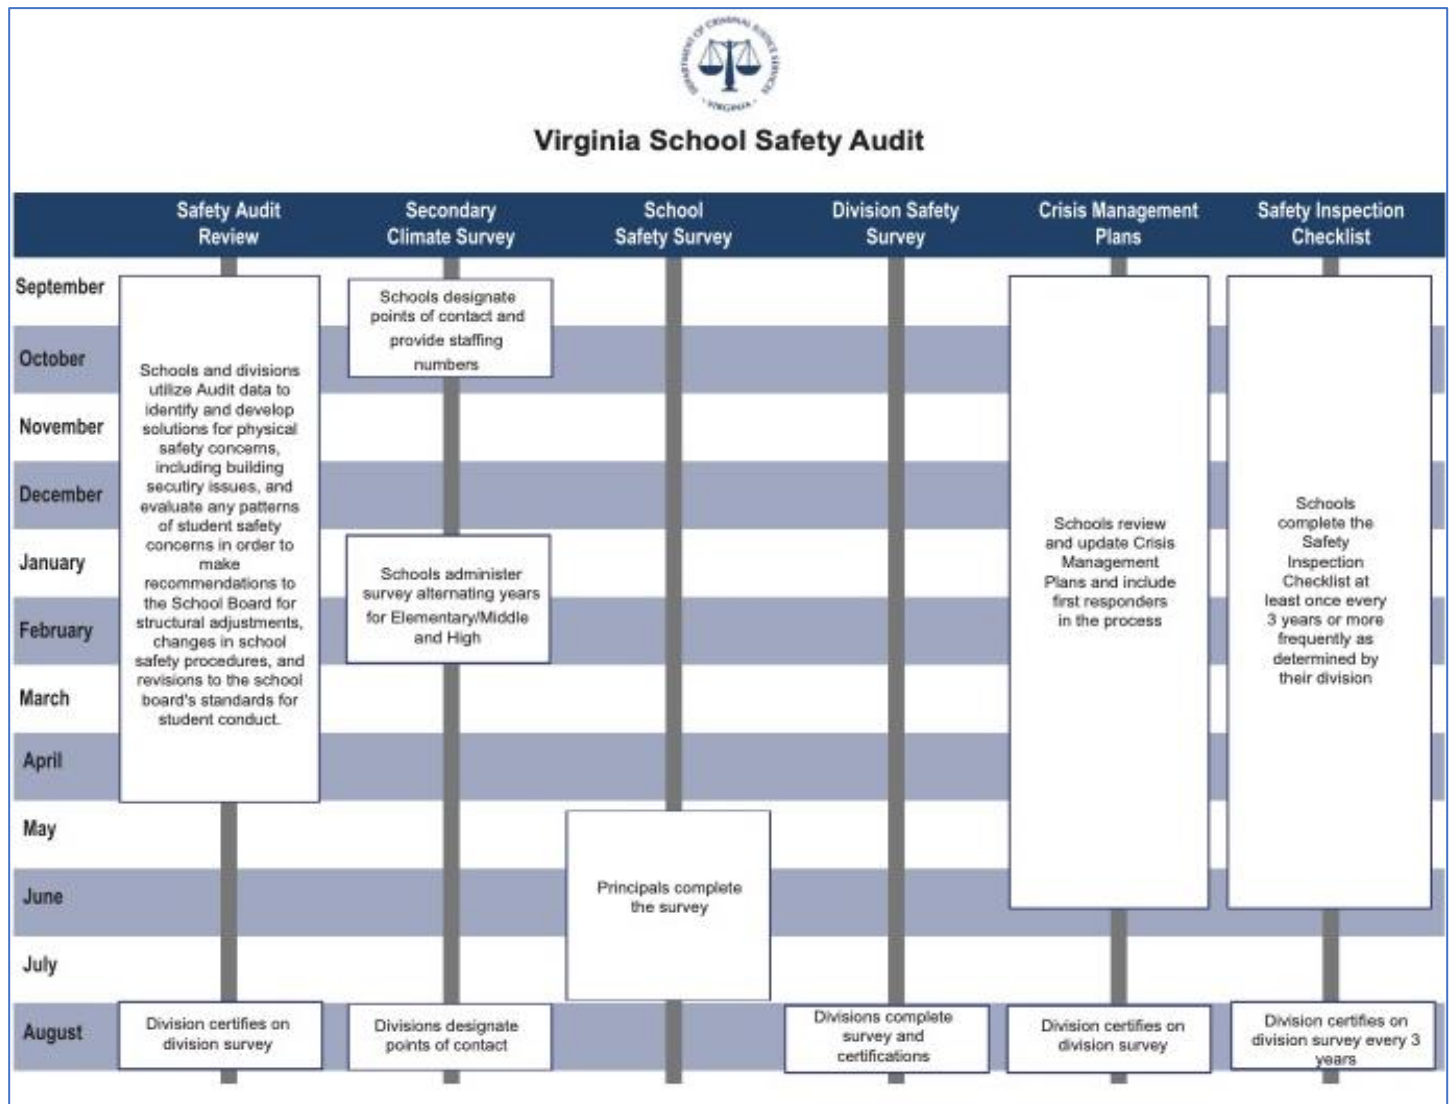 DEPARTMENT OF CRIMINAL JUSTICE SERVICES
- VIRGINIA -
Virginia School Safety Audit
Safety Audit
Review
Secondary
Climate Survey
School
Safety Survey
Division Safety
Survey
Crisis Management
Plans
Safety Inspection
Checklist
September
October
November
December
January
February
March
April
May
June
July
August
Schools and divisions
utilize Audit data to
identify and develop
solutions for physical
safety concerns,
including building
secutiry issues, and
evaluate any patterns
of student safety
concerns in order to
make
recommendations to
the School Board for
structural adjustments,
changes in school
safety procedures, and
revisions to the school
board's standards for
student conduct.
Division certifies on
division survey
Schools designate
points of contact and
provide staffing
numbers
Schools administer
survey alternating years
for Elementary/Middle
and High
Divisions designate
points of contact
Principals complete
the survey
Divisions complete
survey and
certifications
Schools review
and update Crisis
Management
Plans and include
first responders
in the process
Division certifies on
division survey
Schools
complete the
Safety
Inspection
Checklist at
least once every
3 years or more
frequently as
determined by
their division
Division certifies on
division survey every 3
years